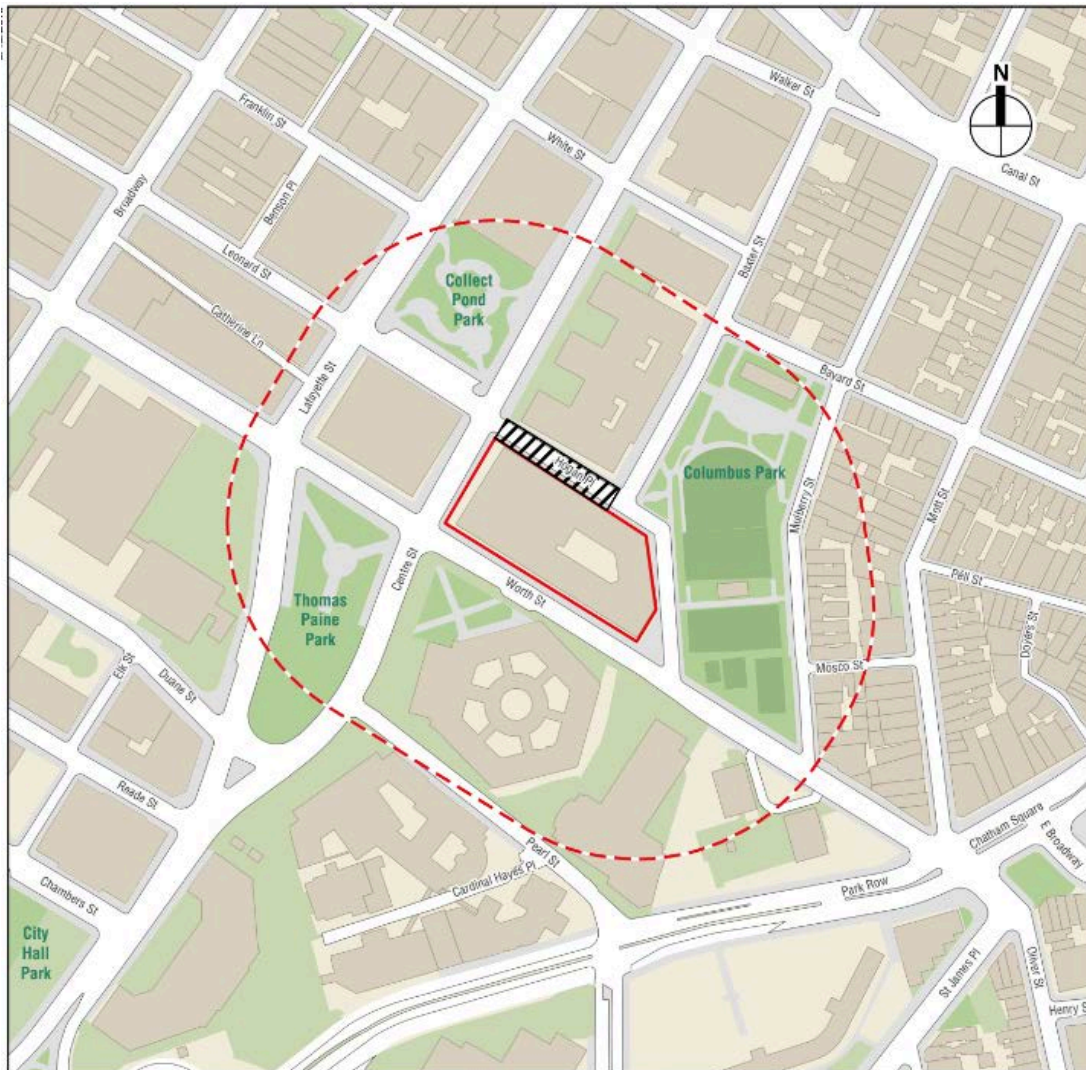 N
Walker St
Canal St
Franklin St
White St
Broadway
Benson Pl
Leonard St
Baxter St
Collect
Pond
Park
Catherine Ln
Lafayette St
Bayard St
Hogan Pl
Columbus Park
Mulberry St
Mott St
Pell St
Doyers St
Centre St
Worth St
Thomas
Paine
Park
Mosco St
Elk St
Duane St
Reade St
Chatham Square
E Broadway
Pearl St
Cardinal Hayes Pl
Park Row
Chambers St
City
Hall
Park
St James Pl
Oliver St
Henry S